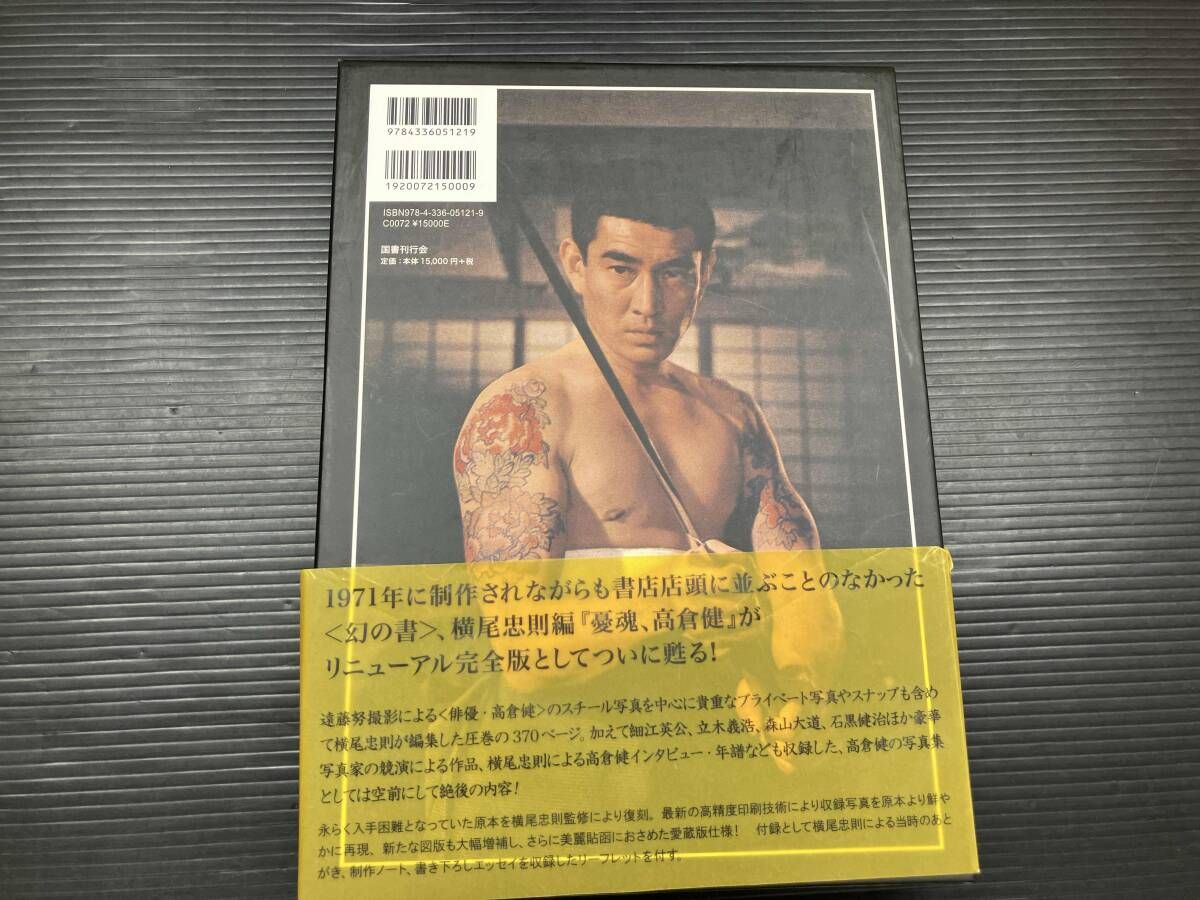 9784336051219
1920072150009
ISBN978-4-336-05121-9
C0072 ¥15000E
国書刊行会
定価：本体15,000円＋税
1971年に制作されながらも書店店頭に並ぶことのなかった
＜幻の書＞、横尾忠則編『憂魂、高倉健』が
リニューアル完全版としてついに甦る！
遠藤努撮影による＜俳優・高倉健＞のスチール写真を中心に貴重なプライベート写真やスナップも含め
て横尾忠則が編集した圧巻の370ページ。加えて細江英公、立木義浩、森山大道、石黒健治ほか豪華
写真家の競演による作品、横尾忠則による高倉健インタビュー・年譜なども収録した、高倉健の写真集
としては空前にして絶後の内容！
永らく入手困難となっていた原本を横尾忠則監修により復刻。最新の高精度印刷技術により収録写真を原本より鮮や
かに再現、新たな図版も大幅増補し、さらに美麗貼函におさめた愛蔵版仕様！　付録として横尾忠則による当時のあと
がき、制作ノート、書き下ろしエッセイを収録したリーフレットを付す。